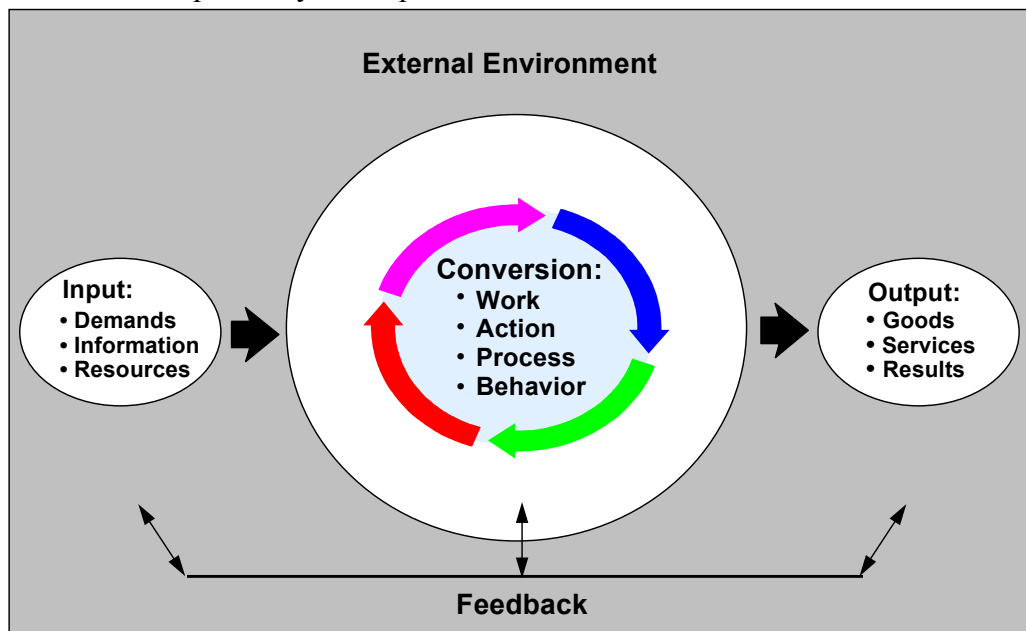 External Environment
Input:
• Demands
• Information
• Resources
Conversion:
• Work
• Action
• Process
• Behavior
Output:
• Goods
• Services
• Results
Feedback